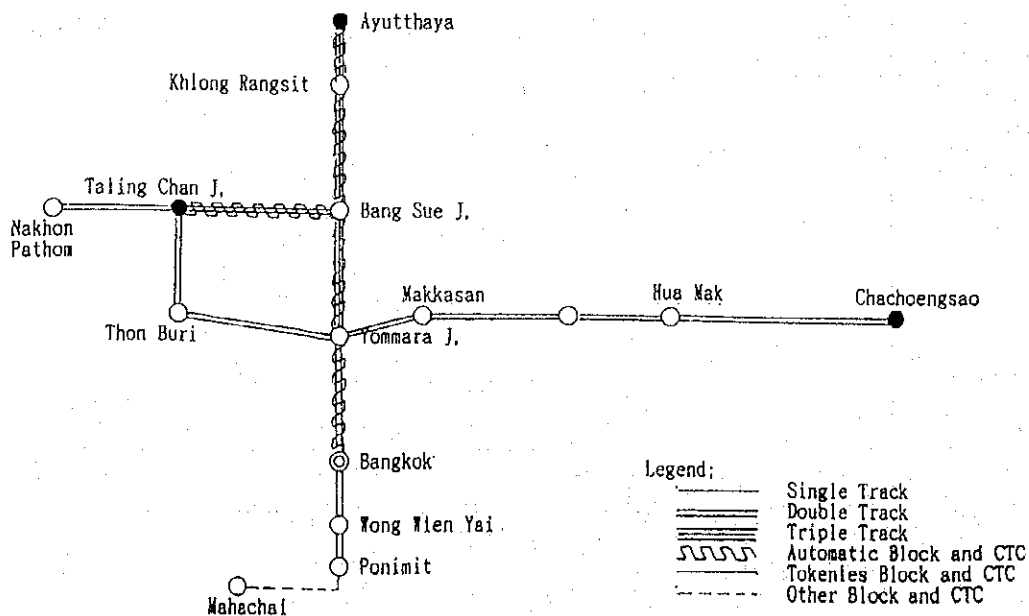 Ayutthaya
Khlong Rangsit
Taling Chan J.
Nakhon
Pathom
Bang Sue J.
Makkasan
Hua Mak
Chachoengsao
Thon Buri
Yommara J.
Bangkok
Wong Wien Yai
Ponimit
Mahachai
Legend;
Single Track
Double Track
Triple Track
Automatic Block and CTC
Tokenles Block and CTC
Other Block and CTC